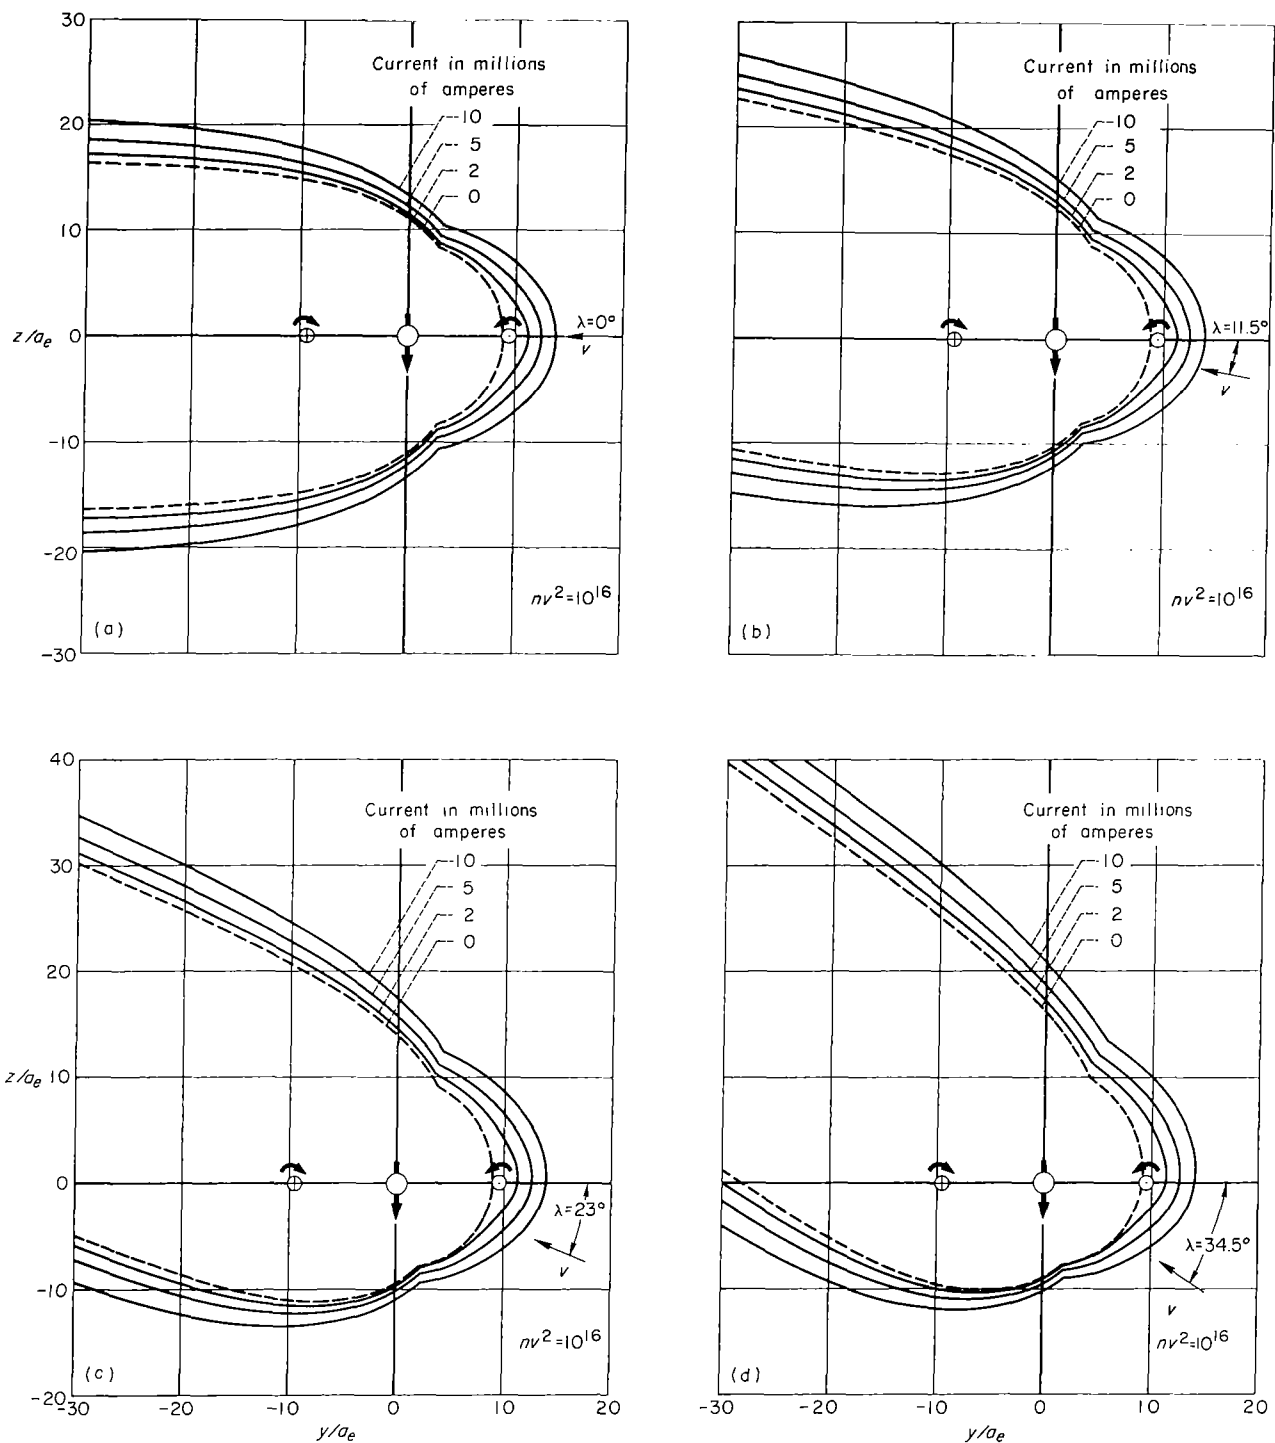 30
20
10
0
-10
-20
-30
z/aₑ
Current in millions
of amperes
10
5
2
0
λ=0°
v
nv²=10¹⁶
(a)
Current in millions
of amperes
10
5
2
0
λ=11.5°
v
nv²=10¹⁶
(b)
40
30
20
10
0
-10
-20
z/aₑ
Current in millions
of amperes
10
5
2
0
λ=23°
v
nv²=10¹⁶
(c)
-30 -20 -10 0 10 20
y/aₑ
Current in millions
of amperes
10
5
2
0
λ=34.5°
v
nv²=10¹⁶
(d)
-30 -20 -10 0 10 20
y/aₑ